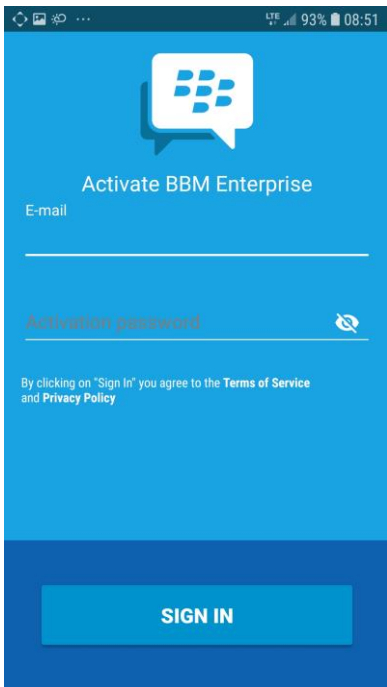 LTE 93% 08:51
Activate BBM Enterprise
E-mail
Activation password
By clicking on "Sign In" you agree to the Terms of Service
and Privacy Policy
SIGN IN